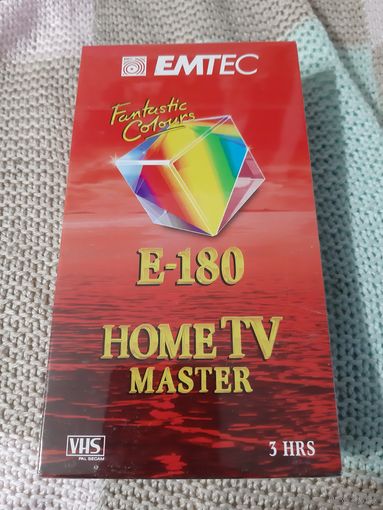 EMTEC
Fantastic
Colours
E-180
HOME TV
MASTER
VHS
PAL SECAM
3 HRS